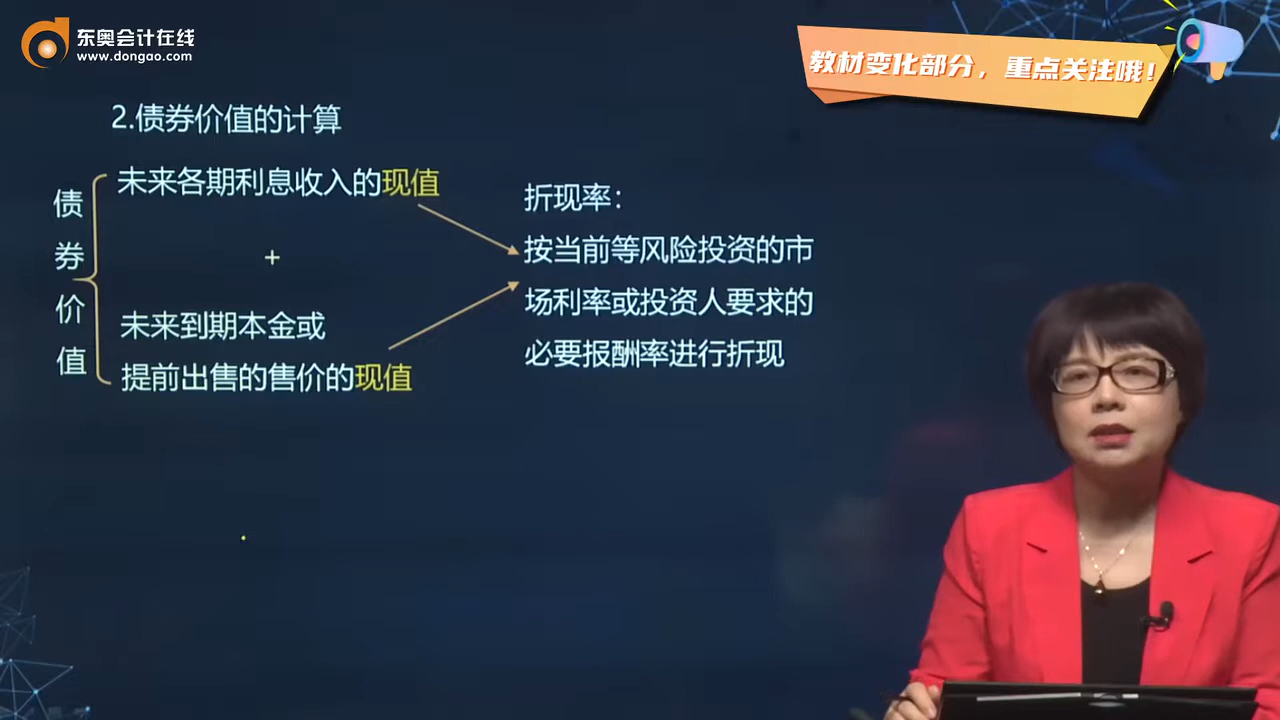 东奥会计在线
www.dongao.com
教材变化部分，重点关注哦！
2.债券价值的计算
债券价值
未来各期利息收入的现值
+
未来到期本金或
提前出售的售价的现值
折现率：
按当前等风险投资的市
场利率或投资人要求的
必要报酬率进行折现